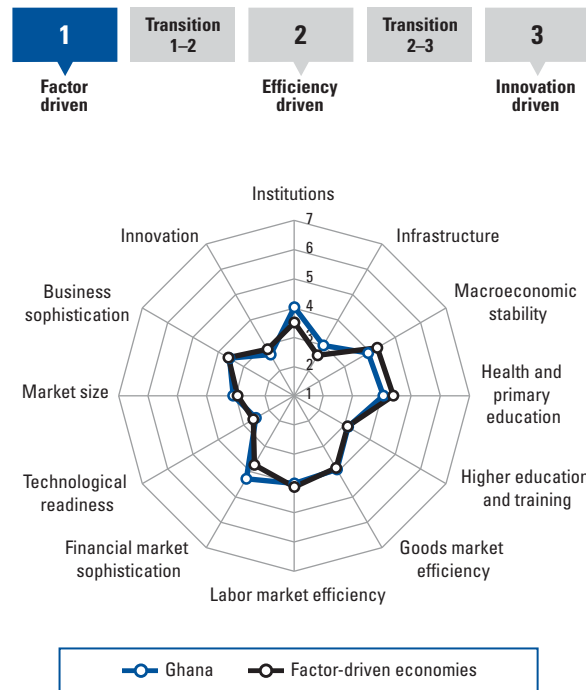 1
Transition
1–2
2
Transition
2–3
3
Factor
driven
Efficiency
driven
Innovation
driven
Institutions
7
6
5
4
3
2
1
Infrastructure
Macroeconomic
stability
Health and
primary
education
Higher education
and training
Goods market
efficiency
Labor market efficiency
Financial market
sophistication
Technological
readiness
Market size
Business
sophistication
Innovation
Ghana
Factor-driven economies